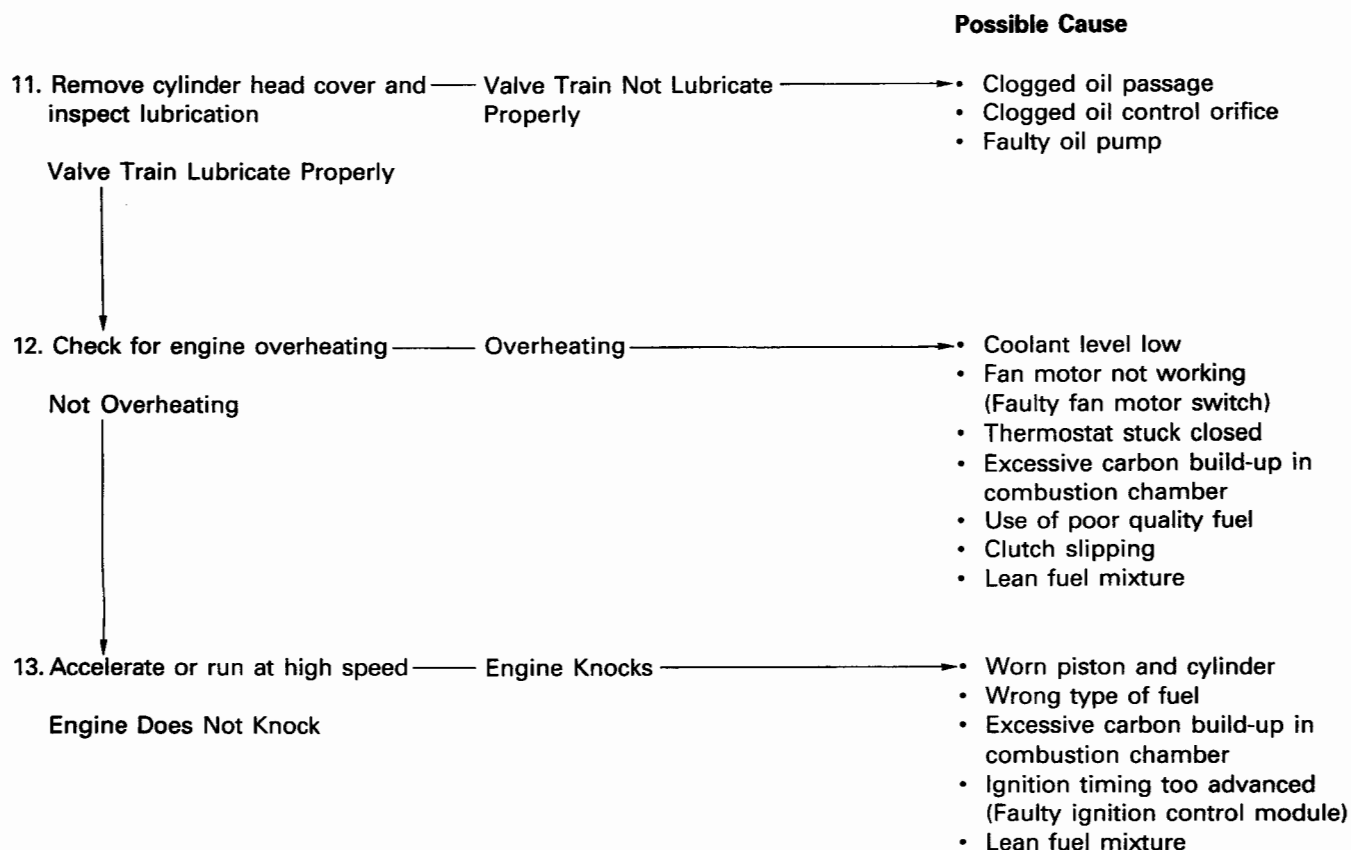 Possible Cause
11. Remove cylinder head cover and inspect lubrication
Valve Train Not Lubricate Properly
• Clogged oil passage
• Clogged oil control orifice
• Faulty oil pump
Valve Train Lubricate Properly
12. Check for engine overheating
Overheating
• Coolant level low
• Fan motor not working
(Faulty fan motor switch)
• Thermostat stuck closed
• Excessive carbon build-up in
combustion chamber
• Use of poor quality fuel
• Clutch slipping
• Lean fuel mixture
Not Overheating
13. Accelerate or run at high speed
Engine Knocks
• Worn piston and cylinder
• Wrong type of fuel
• Excessive carbon build-up in
combustion chamber
• Ignition timing too advanced
(Faulty ignition control module)
• Lean fuel mixture
Engine Does Not Knock